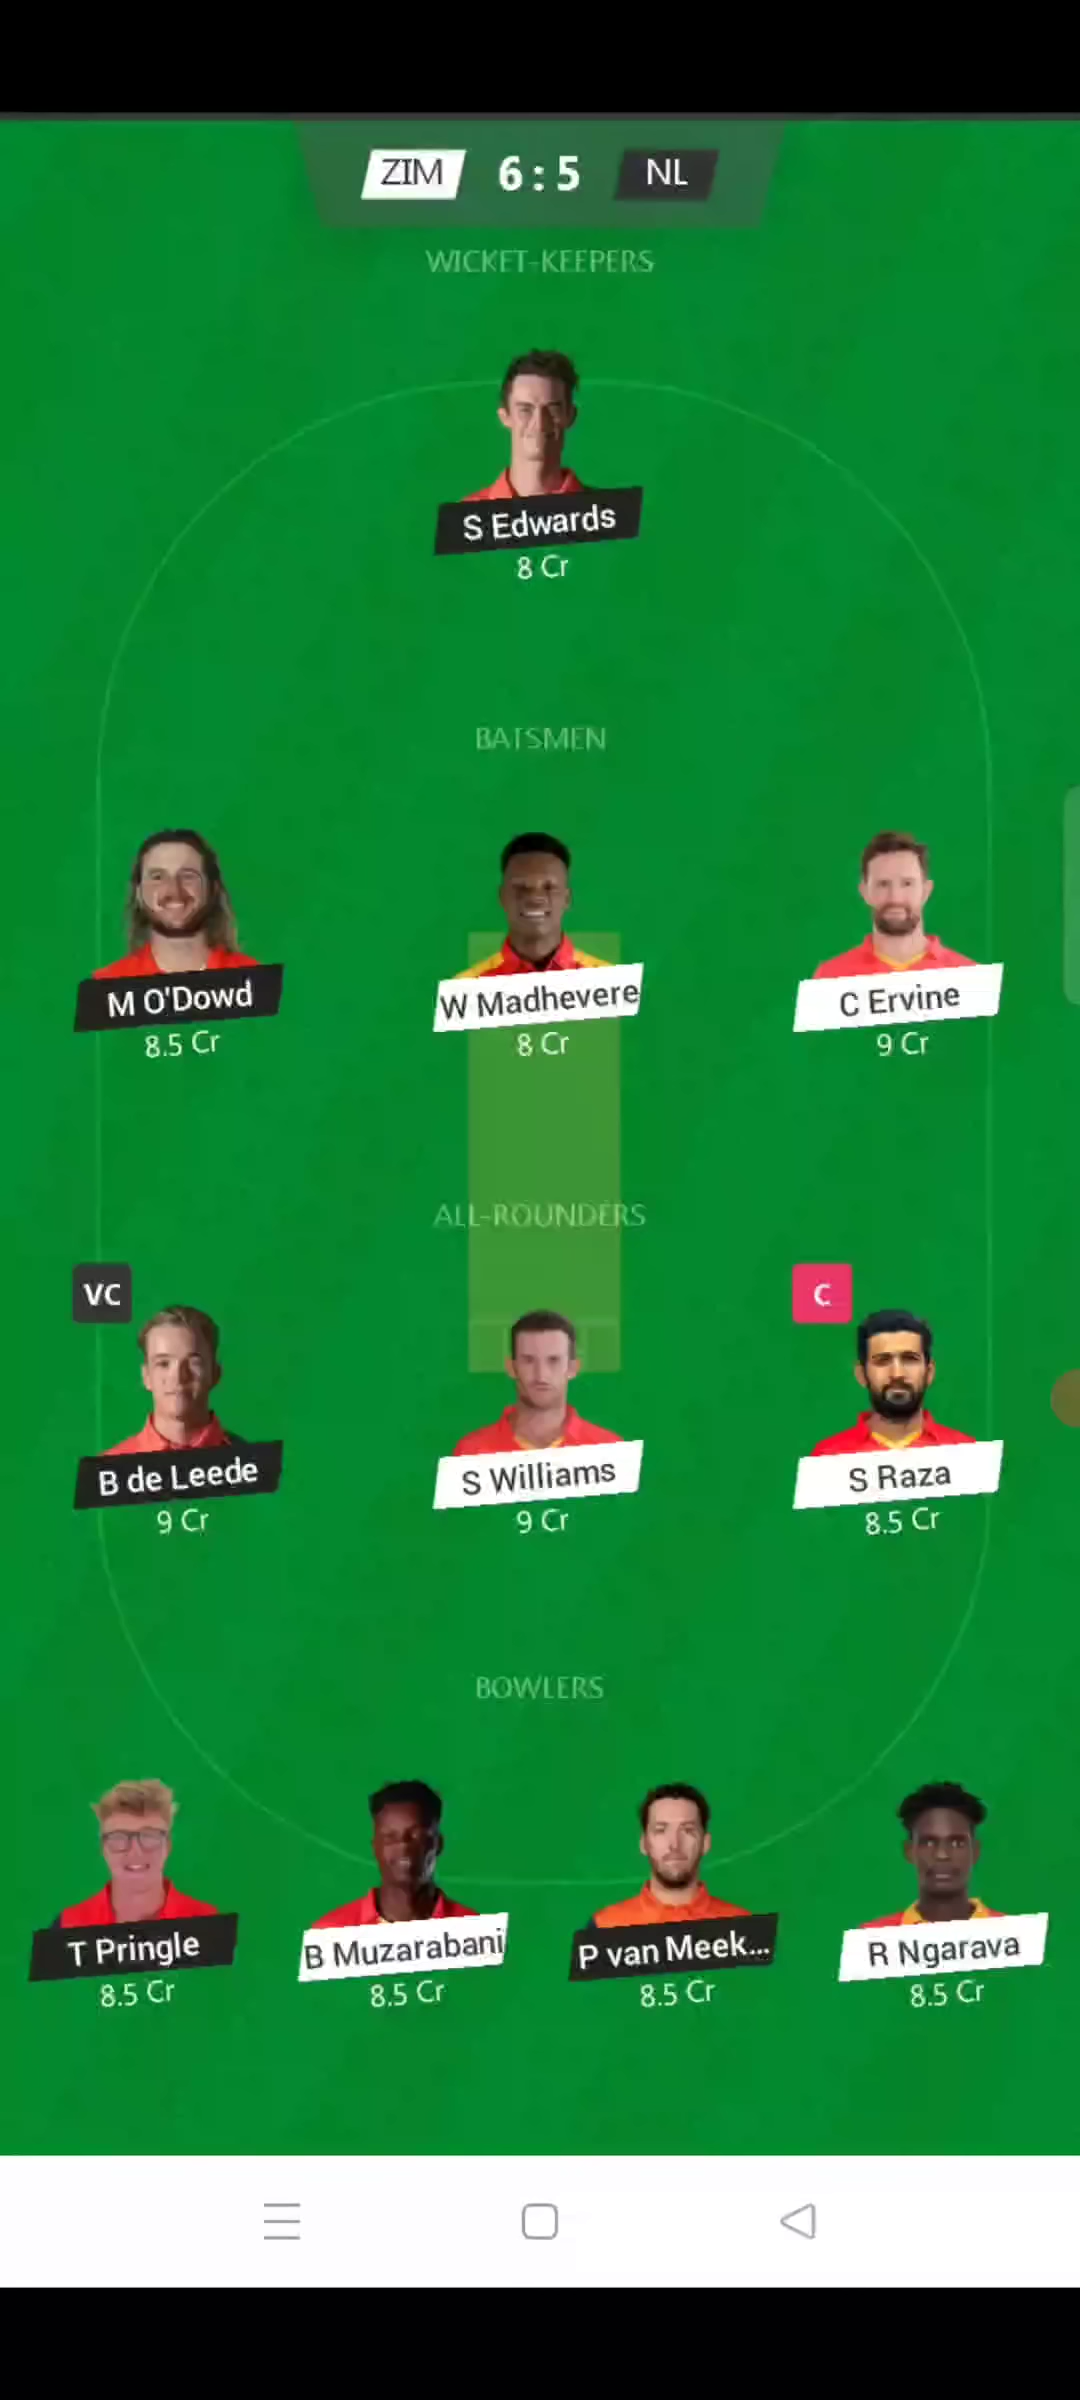 ZIM 6 : 5 NL
WICKET-KEEPERS
S Edwards
8 Cr
BATSMEN
M O'Dowd W Madhevere C Ervine
8.5 Cr 8 Cr 9 Cr
ALL-ROUNDERS
VC C
B de Leede S Williams S Raza
9 Cr 9 Cr 8.5 Cr
BOWLERS
T Pringle B Muzarabani P van Meek... R Ngarava
8.5 Cr 8.5 Cr 8.5 Cr 8.5 Cr